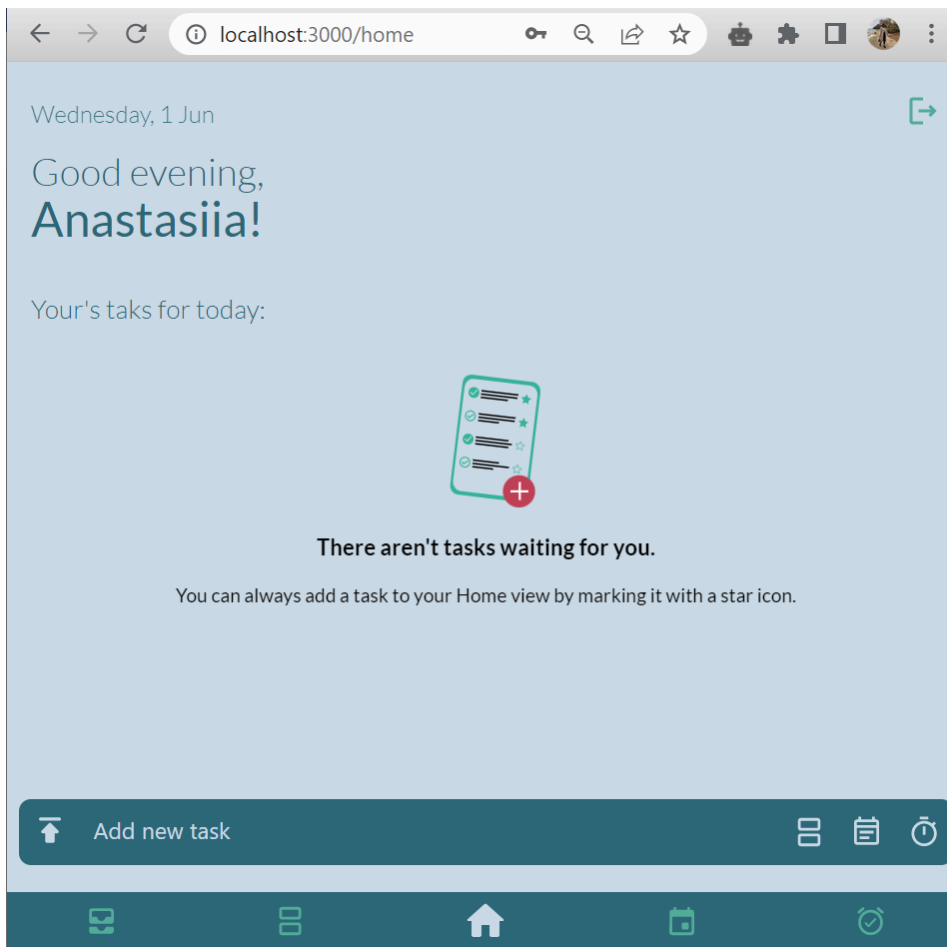 localhost:3000/home
Wednesday, 1 Jun
Good evening,
Anastasiia!
Your's taks for today:
There aren't tasks waiting for you.
You can always add a task to your Home view by marking it with a star icon.
Add new task